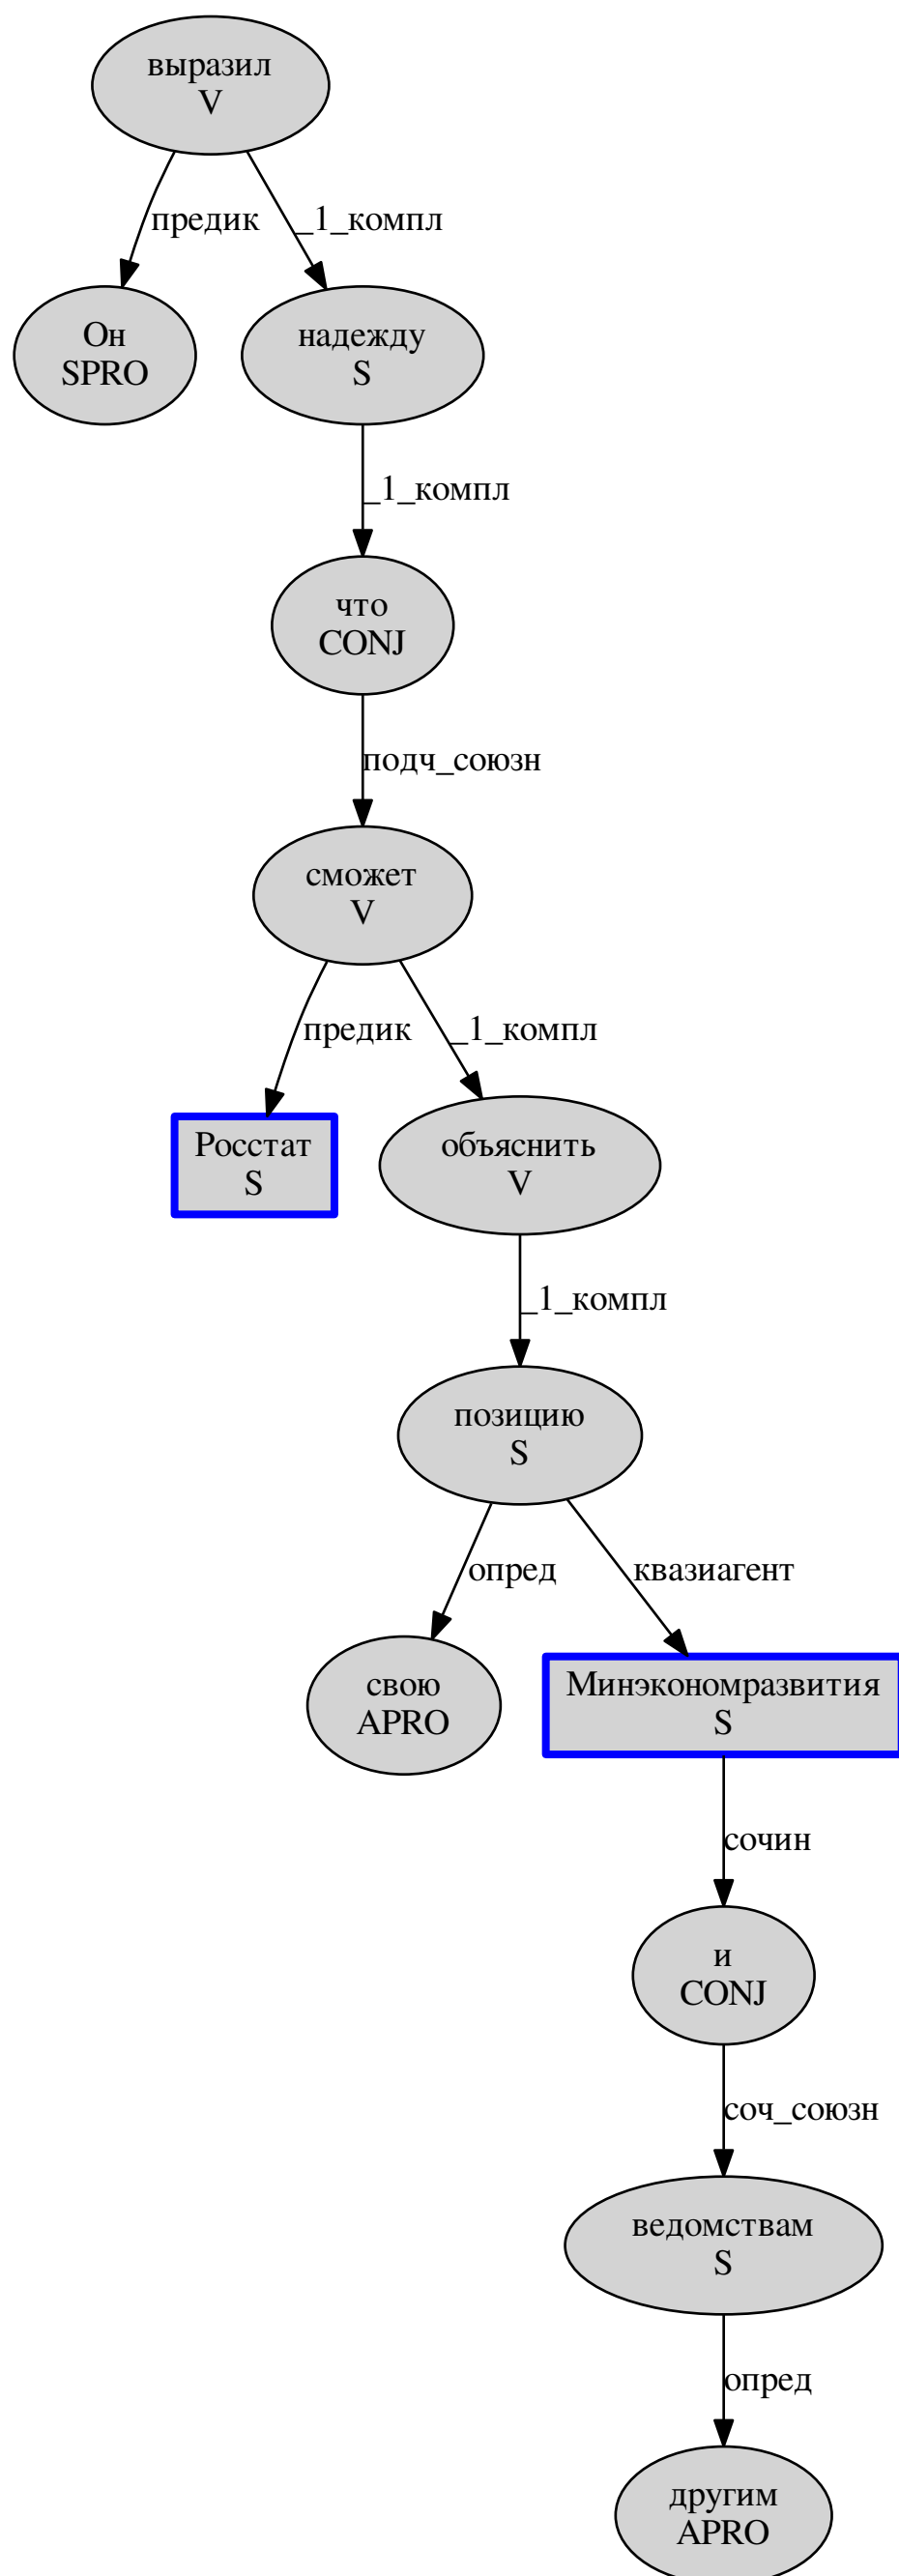 выразил
V
предик
_1_компл
Он
SPRO
надежду
S
_1_компл
что
CONJ
подч_союзн
сможет
V
предик
_1_компл
Росстат
S
объяснить
V
_1_компл
позицию
S
опред
квазиагент
свою
APRO
Минэкономразвития
S
сочин
и
CONJ
соч_союзн
ведомствам
S
опред
другим
APRO